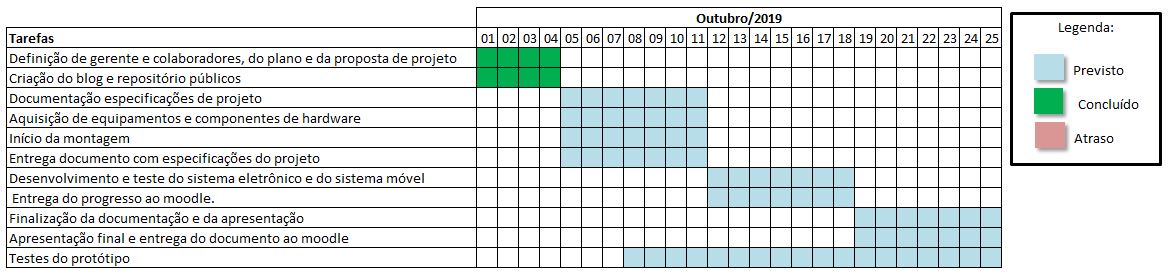 Outubro/2019
Tarefas 01 02 03 04 05 06 07 08 09 10 11 12 13 14 15 16 17 18 19 20 21 22 23 24 25
Definição de gerente e colaboradores, do plano e da proposta de projeto
Criação do blog e repositório públicos
Documentação especificações de projeto
Aquisição de equipamentos e componentes de hardware
Início da montagem
Entrega documento com especificações do projeto
Desenvolvimento e teste do sistema eletrônico e do sistema móvel
Entrega do progresso ao moodle.
Finalização da documentação e da apresentação
Apresentação final e entrega do documento ao moodle
Testes do protótipo
Legenda:
Previsto
Concluído
Atraso